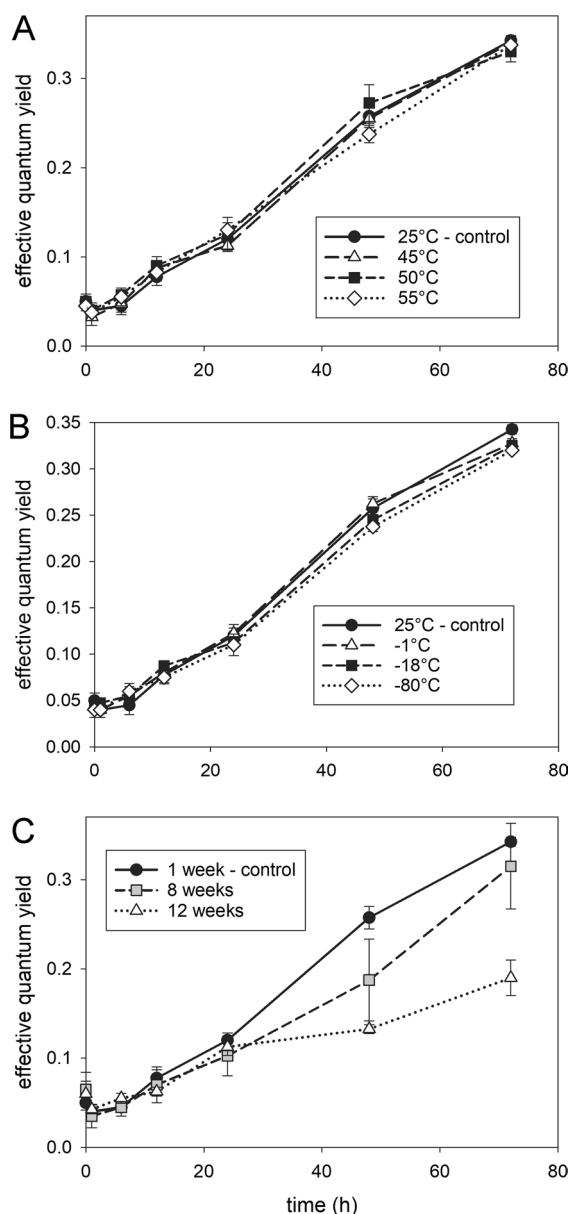 A
effective quantum yield
0.3
0.2
0.1
0.0
25°C - control
45°C
50°C
55°C
0 20 40 60 80
B
effective quantum yield
0.35
0.30
0.25
0.20
0.15
0.10
0.05
0.00
25°C - control
-1°C
-18°C
-80°C
0 20 40 60 80
C
effective quantum yield
0.3
0.2
0.1
0.0
1 week - control
8 weeks
12 weeks
0 20 40 60 80
time (h)